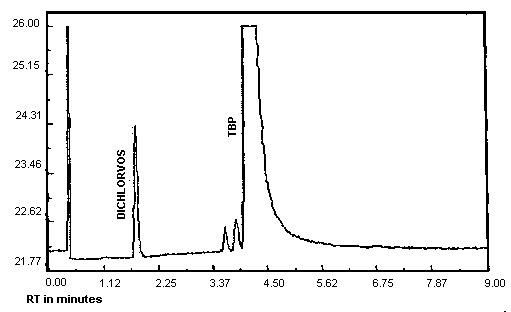 26.00
25.15
24.31
23.46
22.62
21.77
DICHLORVOS
TBP
0.00 1.12 2.25 3.37 4.50 5.62 6.75 7.87 9.00
RT in minutes